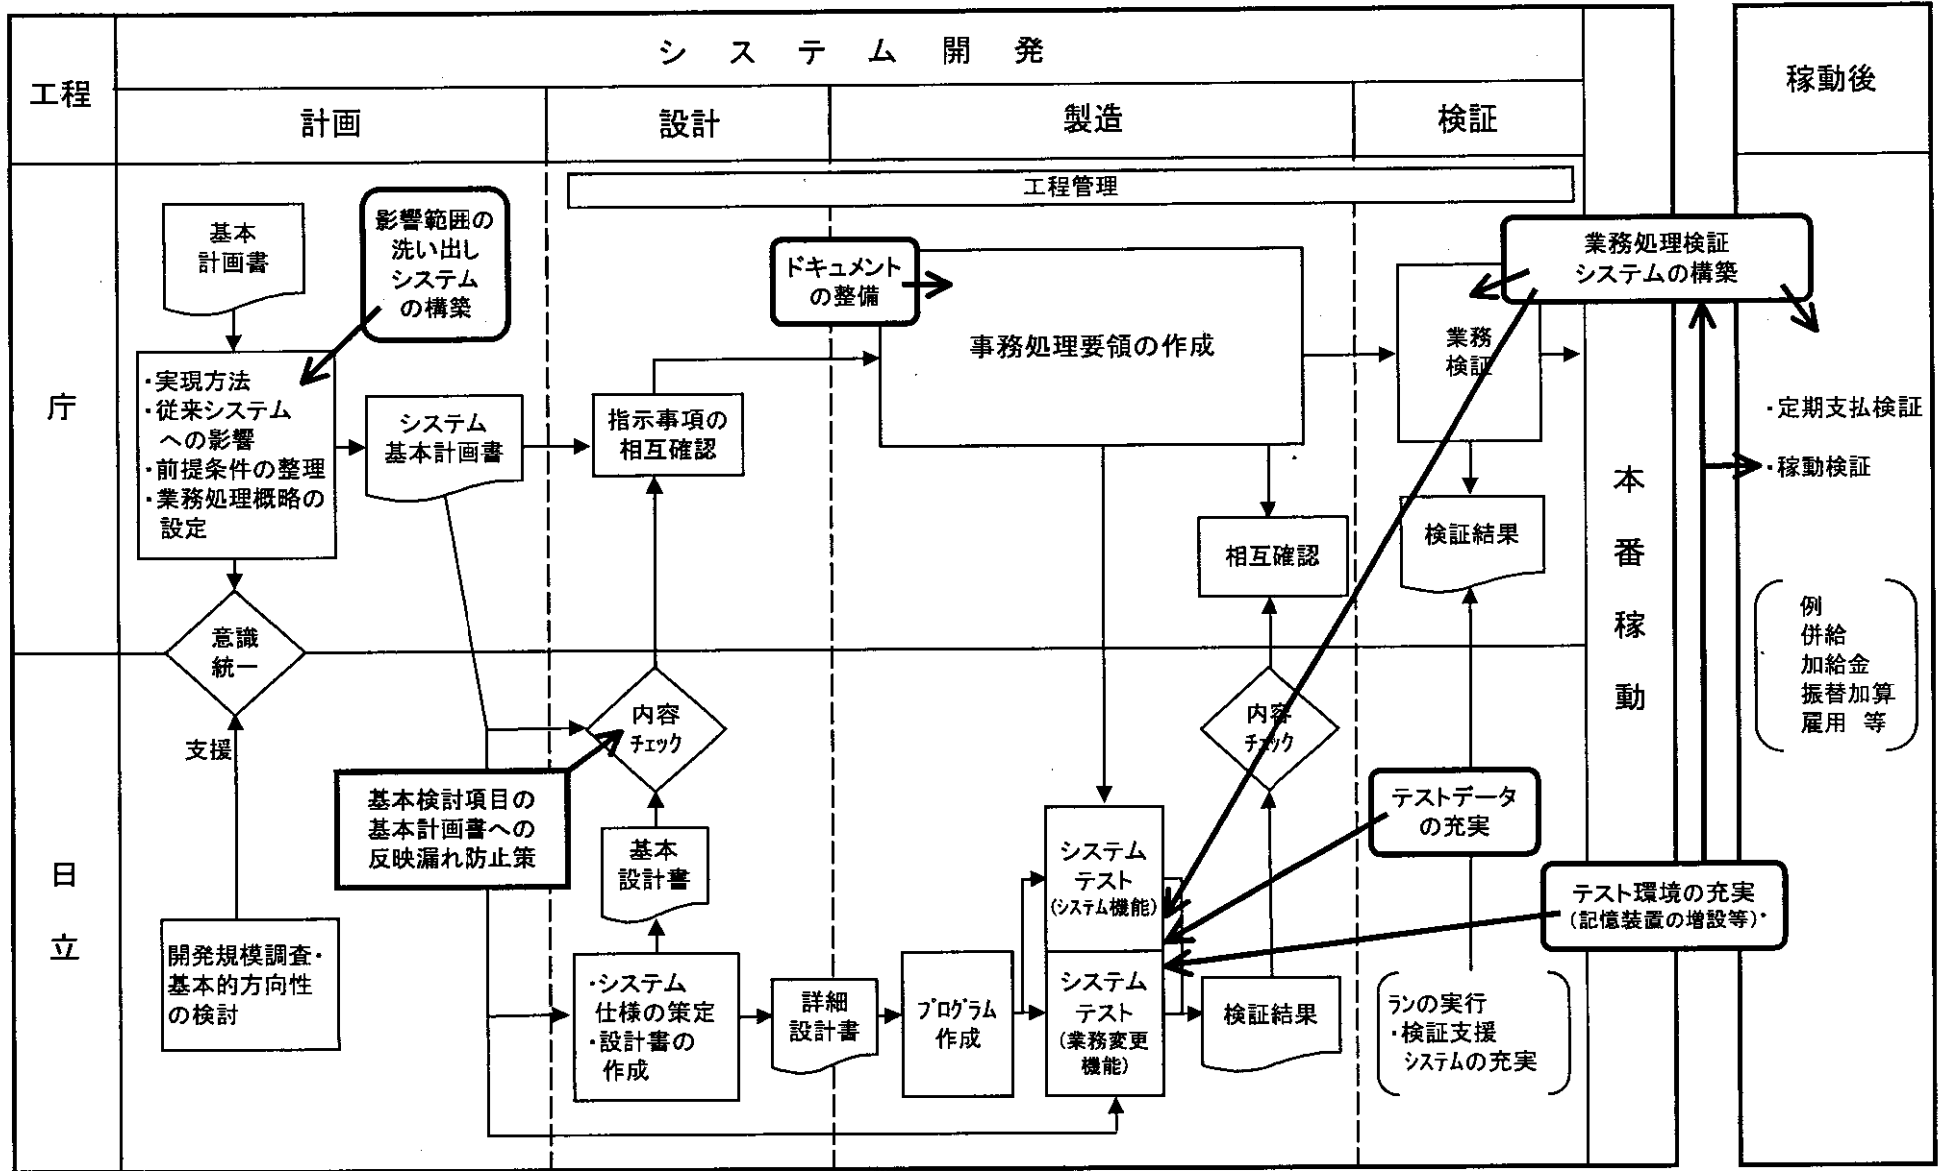 工程
システム開発
計画
設計
製造
検証
稼動後
庁
日
立
工程管理
基本
計画書
影響範囲の
洗い出し
システム
の構築
・実現方法
・従来システム
への影響
・前提条件の整理
・業務処理概略の
設定
システム
基本計画書
意識
統一
支援
開発規模調査・
基本的方向性
の検討
指示事項の
相互確認
内容
チェック
基本検討項目の
基本計画書への
反映漏れ防止策
基本
設計書
・システム
仕様の策定
・設計書の
作成
詳細
設計書
ドキュメント
の整備
事務処理要領の作成
プログラム
作成
システム
テスト
(システム機能)
システム
テスト
(業務変更
機能)
相互確認
内容
チェック
検証結果
業務処理検証
システムの構築
業務
検証
検証結果
テストデータ
の充実
テスト環境の充実
(記憶装置の増設等)
ランの実行
・検証支援
システムの充実
本
番
稼
動
・定期支払検証
・稼動検証
例
併給
加給金
振替加算
雇用 等